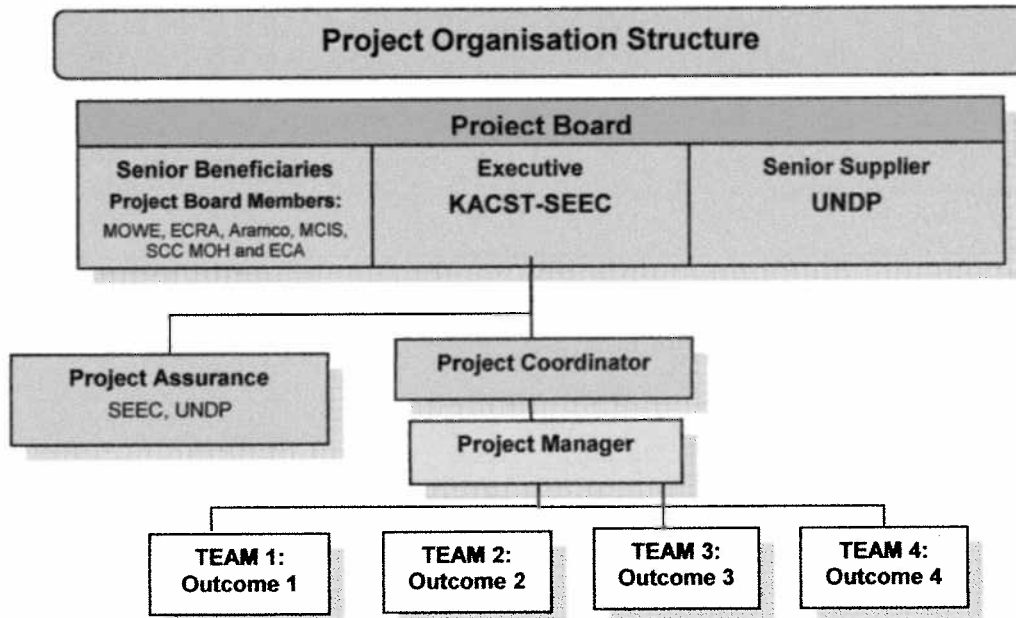 Project Organisation Structure
Project Board
Senior Beneficiaries
Project Board Members:
MOWE, ECRA, Aramco, MCIS,
SCC MOH and ECA
Executive
KACST-SEEC
Senior Supplier
UNDP
Project Assurance
SEEC, UNDP
Project Coordinator
Project Manager
TEAM 1:
Outcome 1
TEAM 2:
Outcome 2
TEAM 3:
Outcome 3
TEAM 4:
Outcome 4